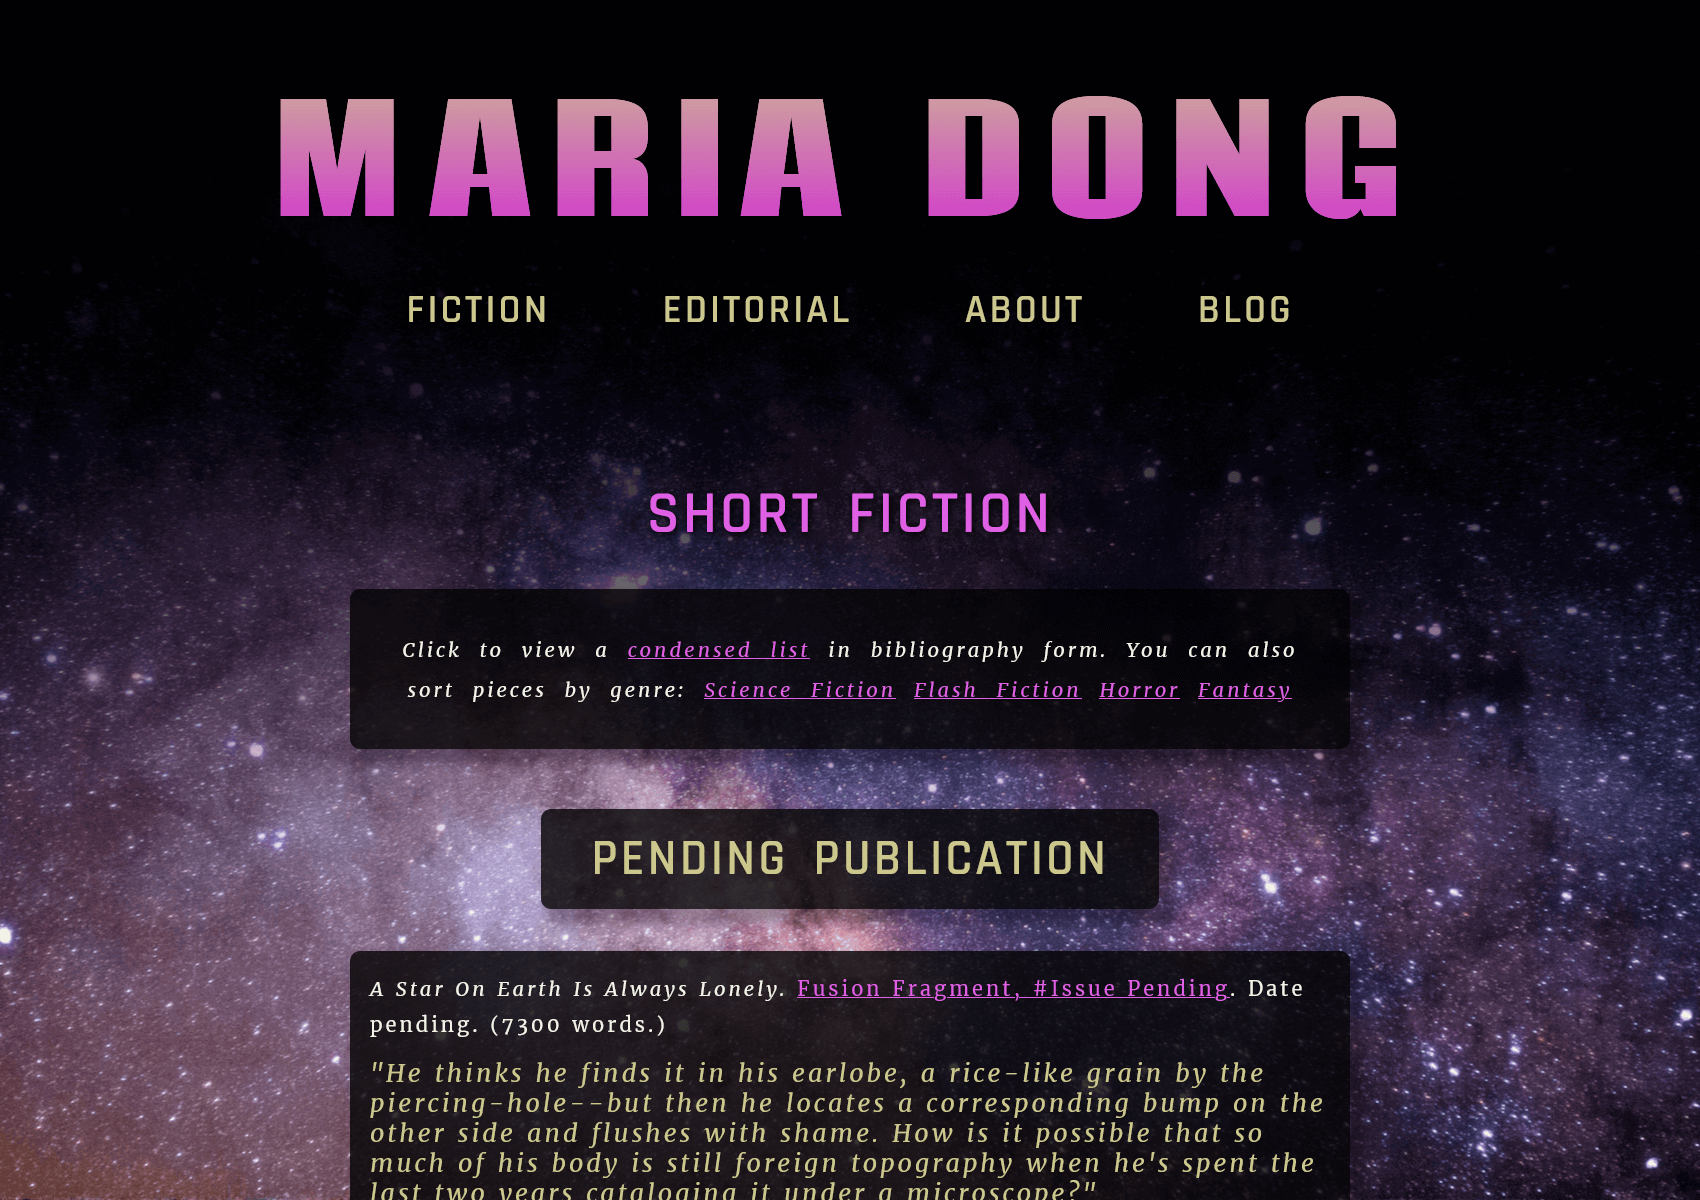 MARIA DONG
FICTION EDITORIAL ABOUT BLOG
SHORT FICTION
Click to view a condensed list in bibliography form. You can also
sort pieces by genre: Science Fiction Flash Fiction Horror Fantasy
PENDING PUBLICATION
A Star On Earth Is Always Lonely. Fusion Fragment, #Issue Pending. Date
pending. (7300 words.)
"He thinks he finds it in his earlobe, a rice-like grain by the
piercing-hole--but then he locates a corresponding bump on the
other side and flushes with shame. How is it possible that so
much of his body is still foreign topography when he's spent the
last two years cataloging it under a microscope?"